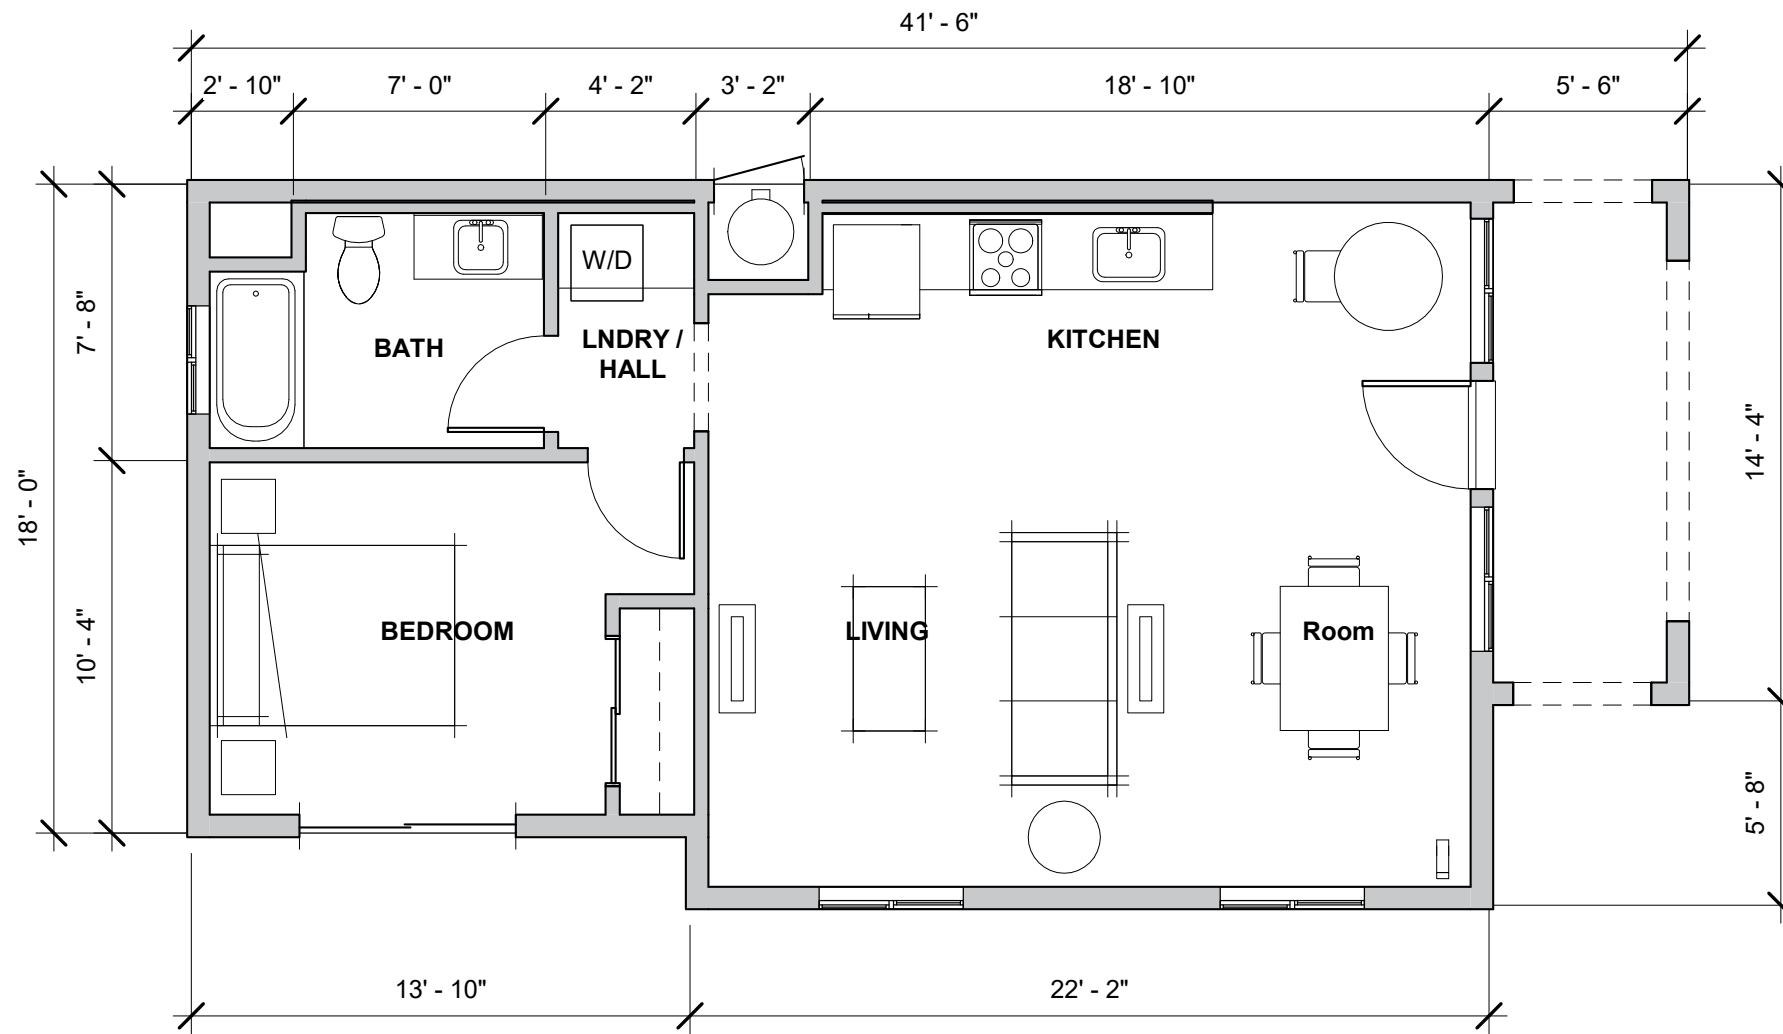 41' - 6"
2' - 10"
7' - 0"
4' - 2"
3' - 2"
18' - 10"
5' - 6"
W/D
BATH
LNDRY /
HALL
KITCHEN
7' - 8"
18' - 0"
14' - 4"
10' - 4"
BEDROOM
LIVING
Room
5' - 8"
13' - 10"
22' - 2"